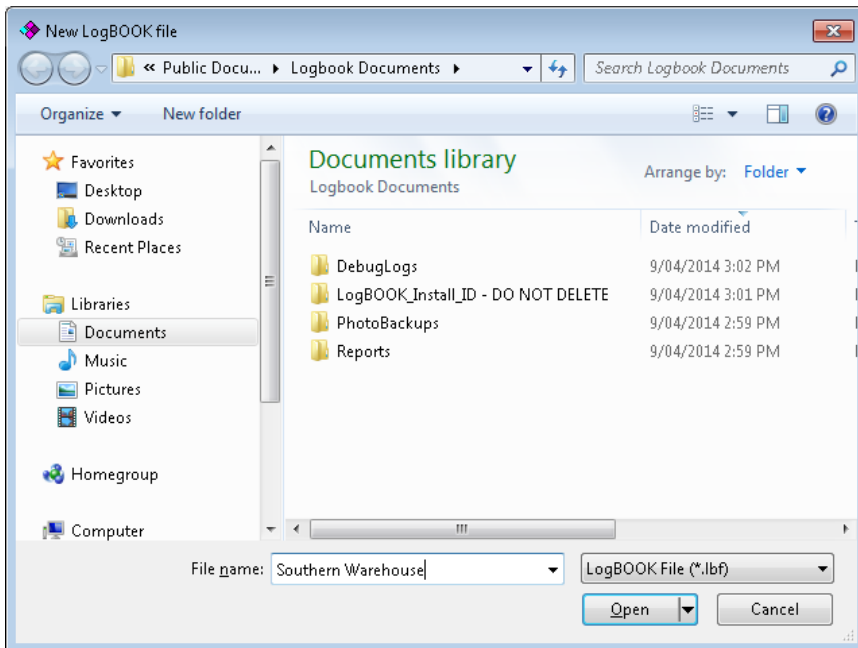 New LogBOOK file
« Public Docu... Logbook Documents Search Logbook Documents
Organize New folder
Favorites
Desktop
Downloads
Recent Places
Libraries
Documents
Music
Pictures
Videos
Homegroup
Computer
Documents library
Logbook Documents
Arrange by: Folder
Name Date modified
DebugLogs 9/04/2014 3:02 PM
LogBOOK_Install_ID - DO NOT DELETE 9/04/2014 3:01 PM
PhotoBackups 9/04/2014 2:59 PM
Reports 9/04/2014 2:59 PM
File name: Southern Warehouse LogBOOK File (*.lbf)
Open Cancel